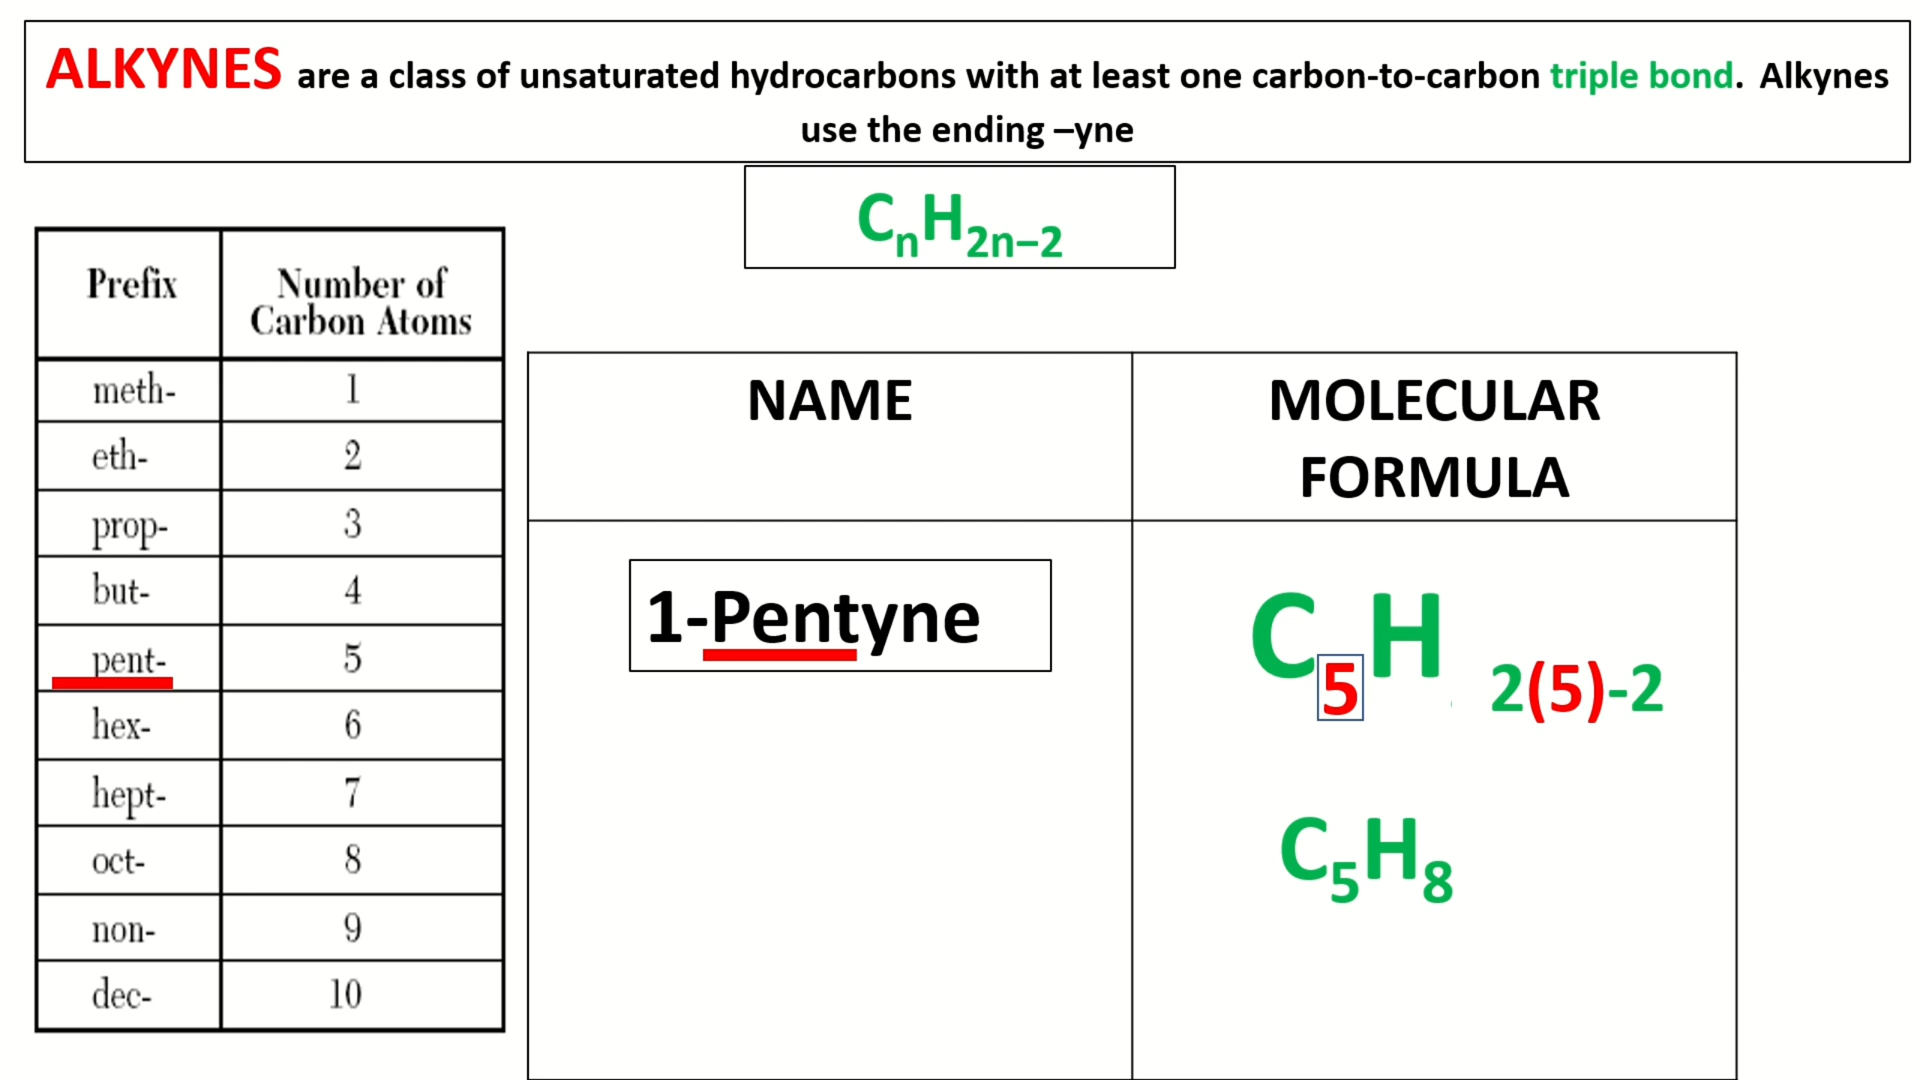 ALKYNES are a class of unsaturated hydrocarbons with at least one carbon-to-carbon triple bond. Alkynes
use the ending –yne
CnH2n–2
Prefix Number of
Carbon Atoms
meth- 1
eth- 2
prop- 3
but- 4
pent- 5
hex- 6
hept- 7
oct- 8
non- 9
dec- 10
NAME MOLECULAR
FORMULA
1-Pentyne
C5H 2(5)-2
C5H8